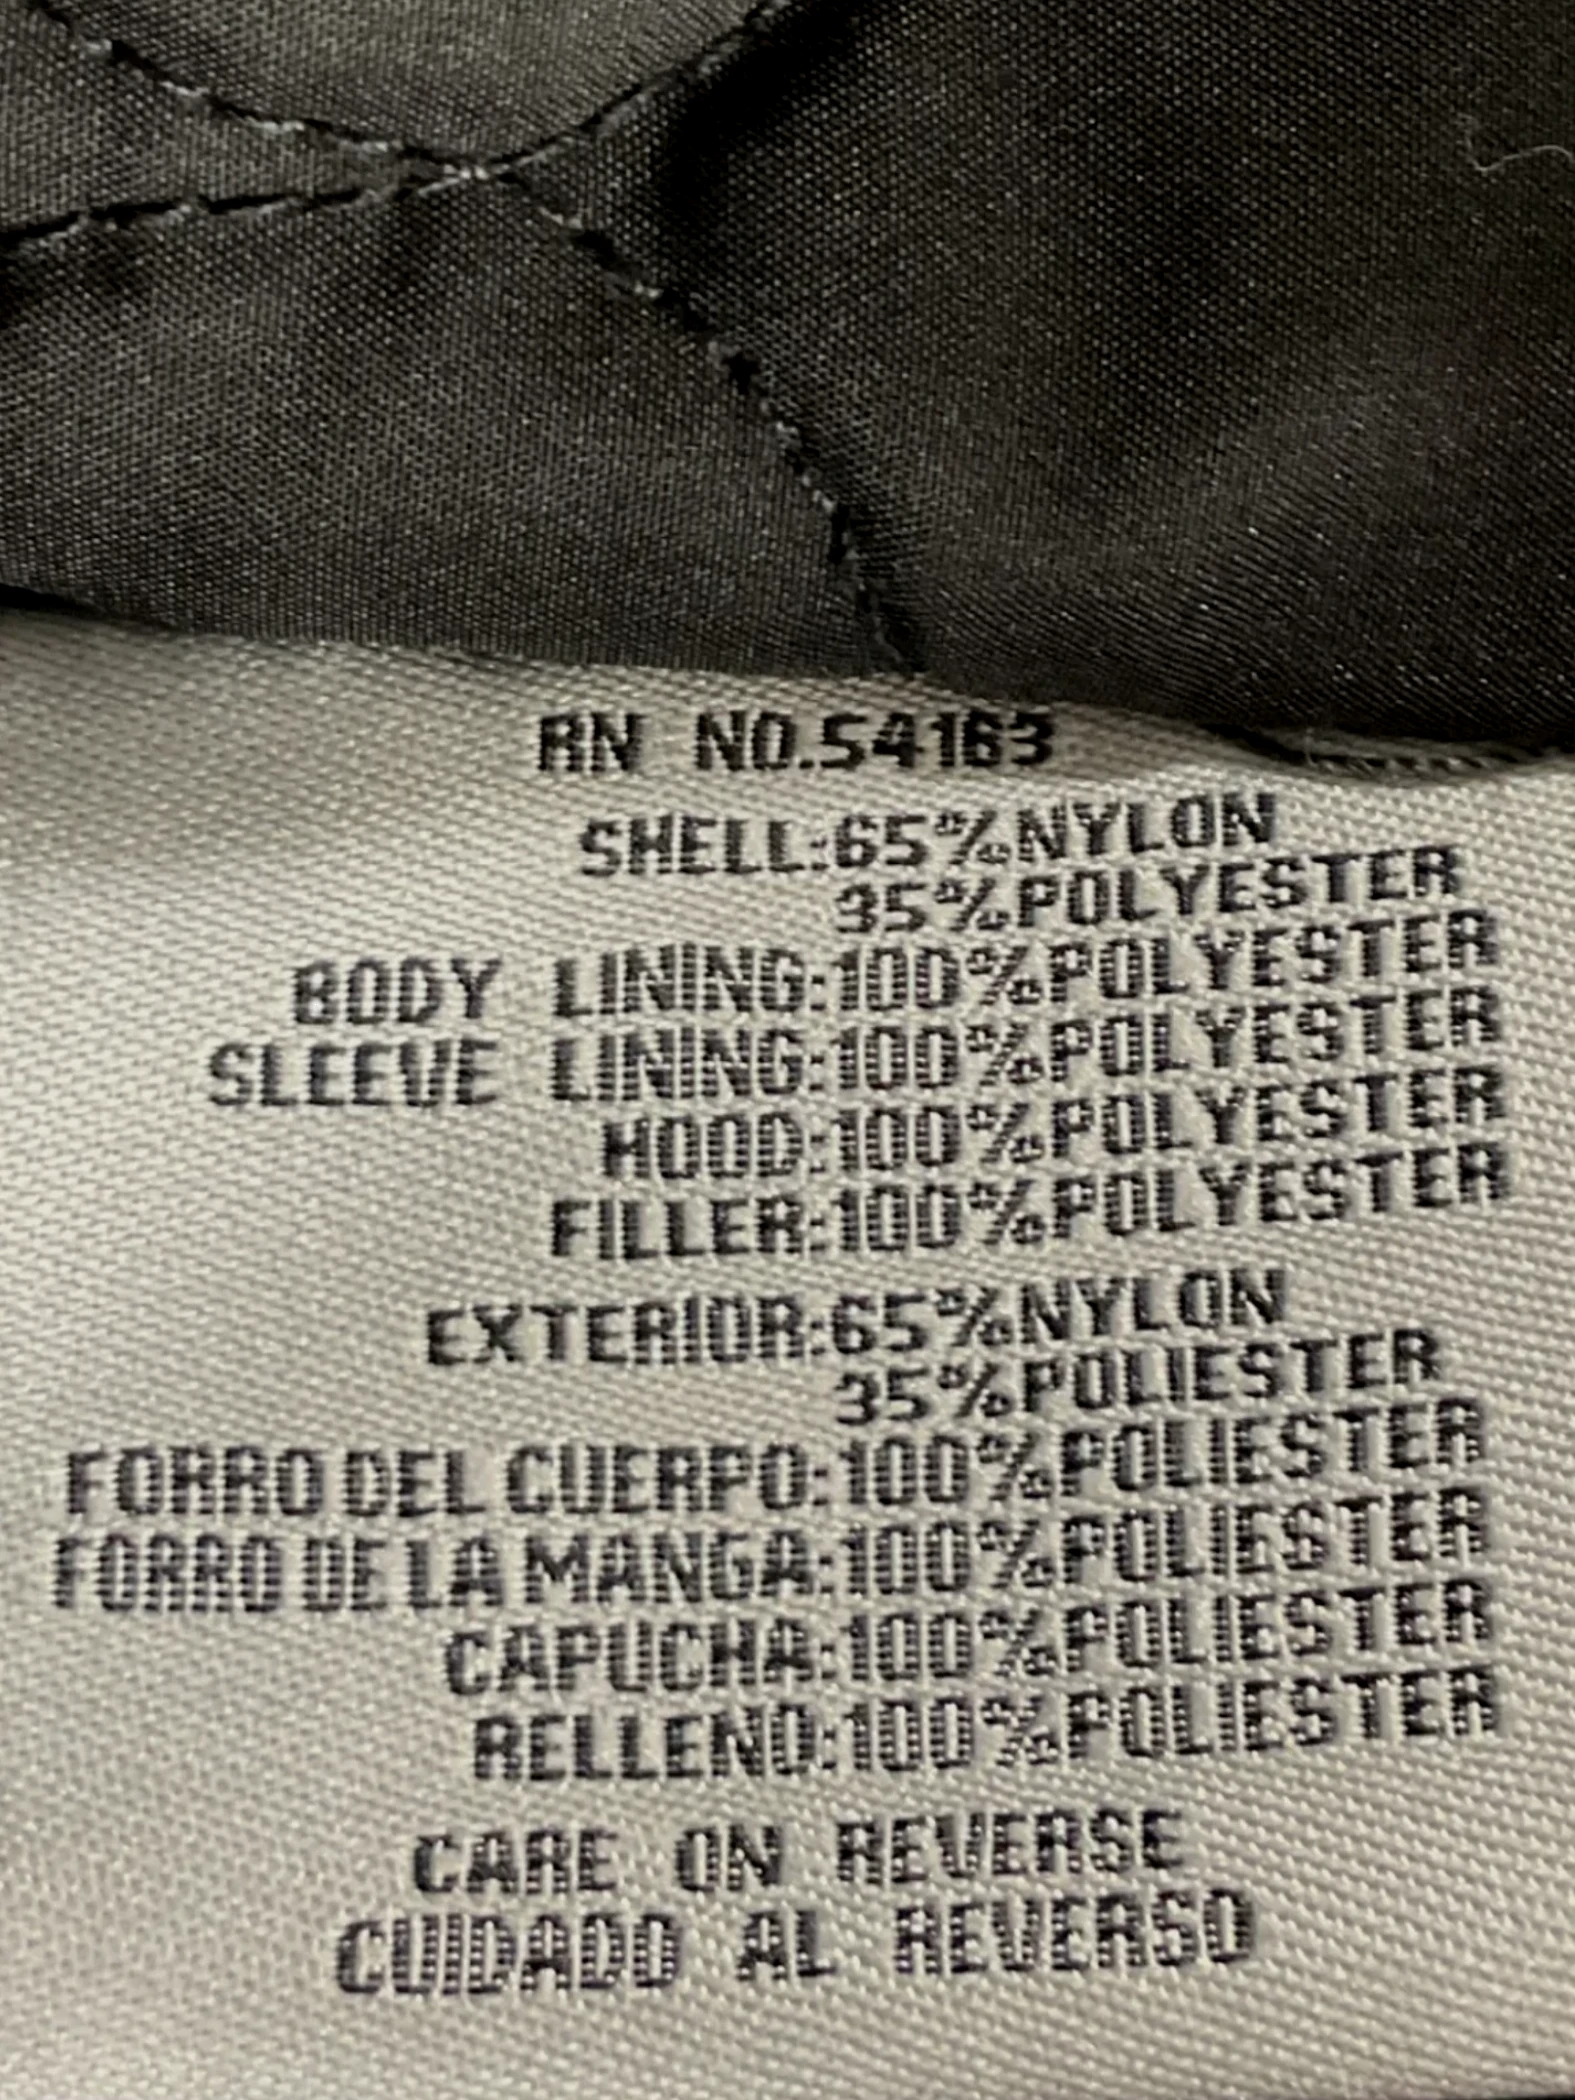 RN NO.54163
SHELL:65%NYLON
35%POLYESTER
BODY LINING:100%POLYESTER
SLEEVE LINING:100%POLYESTER
HOOD:100%POLYESTER
FILLER:100%POLYESTER
EXTERIOR:65%NYLON
35%POLIESTER
FORRO DEL CUERPO:100%POLIESTER
FORRO DE LA MANGA:100%POLIESTER
CAPUCHA:100%POLIESTER
RELLENO:100%POLIESTER
CARE ON REVERSE
CUIDADO AL REVERSO